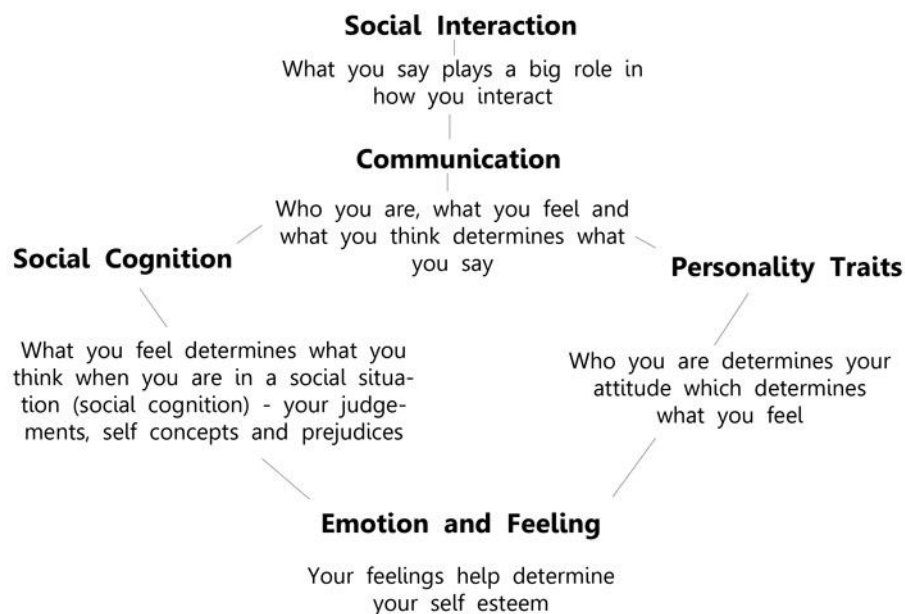 Social Interaction
What you say plays a big role in
how you interact
Communication
Who you are, what you feel and
what you think determines what
you say
Social Cognition
Personality Traits
What you feel determines what you
think when you are in a social situa-
tion (social cognition) - your judge-
ments, self concepts and prejudices
Who you are determines your
attitude which determines
what you feel
Emotion and Feeling
Your feelings help determine
your self esteem